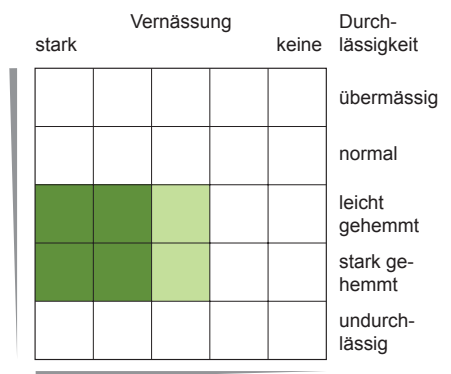 Vernässung
Durch-
stark
keine
lässigkeit
übermässig
normal
leicht
gehemmt
stark ge-
hemmt
undurch-
lässig